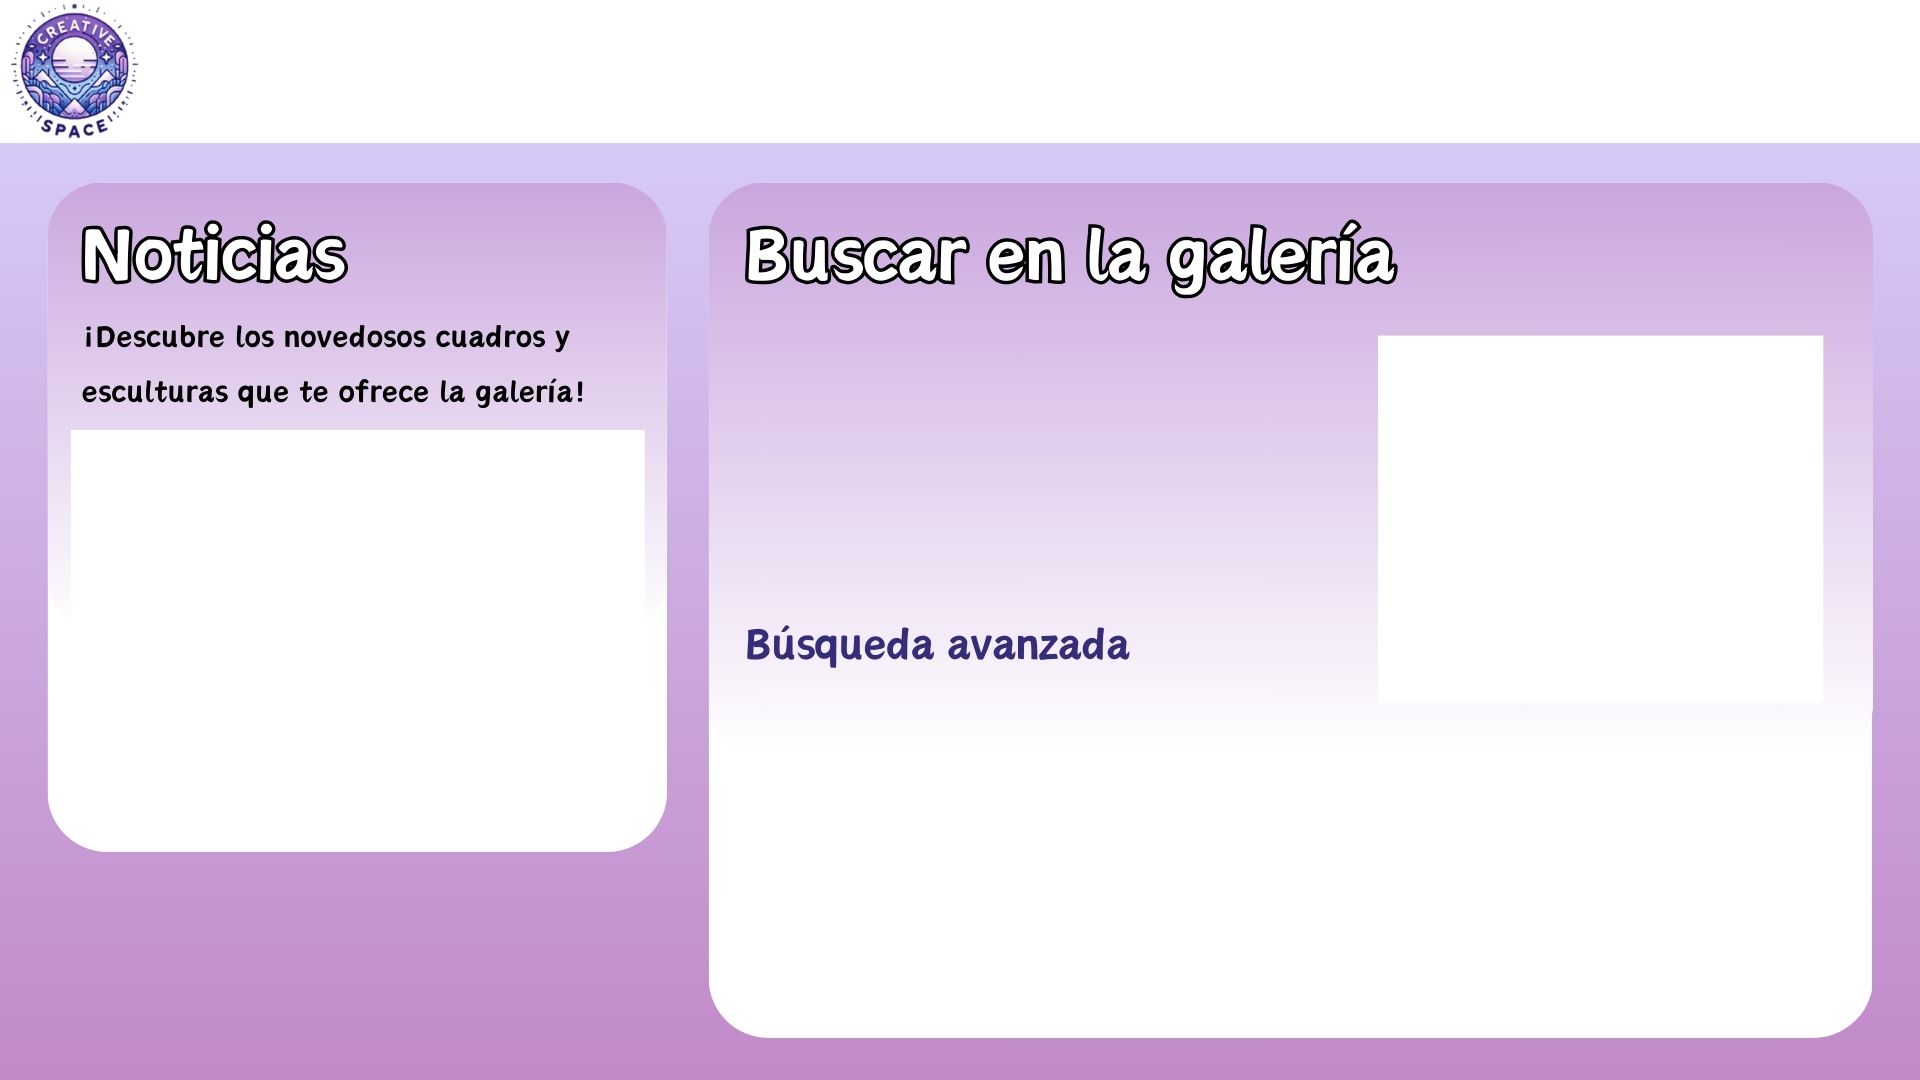 CREATIVE
SPACE
Noticias
¡Descubre los novedosos cuadros y
esculturas que te ofrece la galería!
Buscar en la galería
Búsqueda avanzada